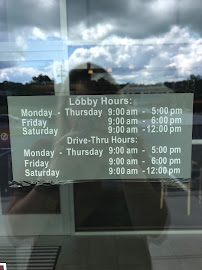 Lobby Hours:
Monday - Thursday 9:00 am - 5:00 pm
Friday 9:00 am - 6:00 pm
Saturday 9:00 am -12:00 pm
Drive-Thru Hours:
Monday - Thursday 9:00 am - 5:00 pm
Friday 9:00 am - 6:00 pm
Saturday 9:00 am -12:00 pm